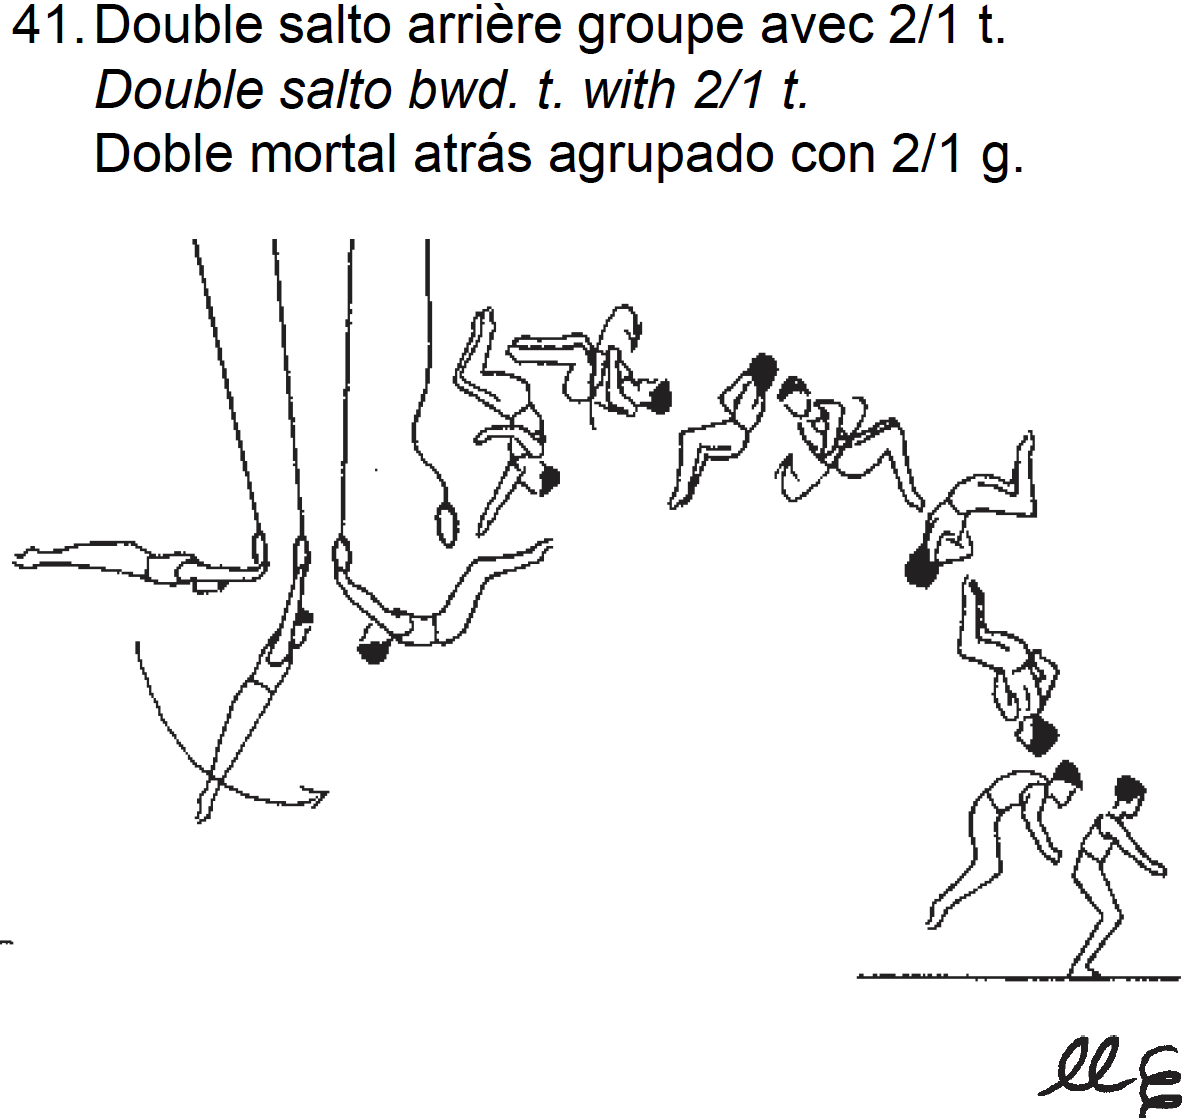 41. Double salto arrière groupe avec 2/1 t.
Double salto bwd. t. with 2/1 t.
Doble mortal atrás agrupado con 2/1 g.